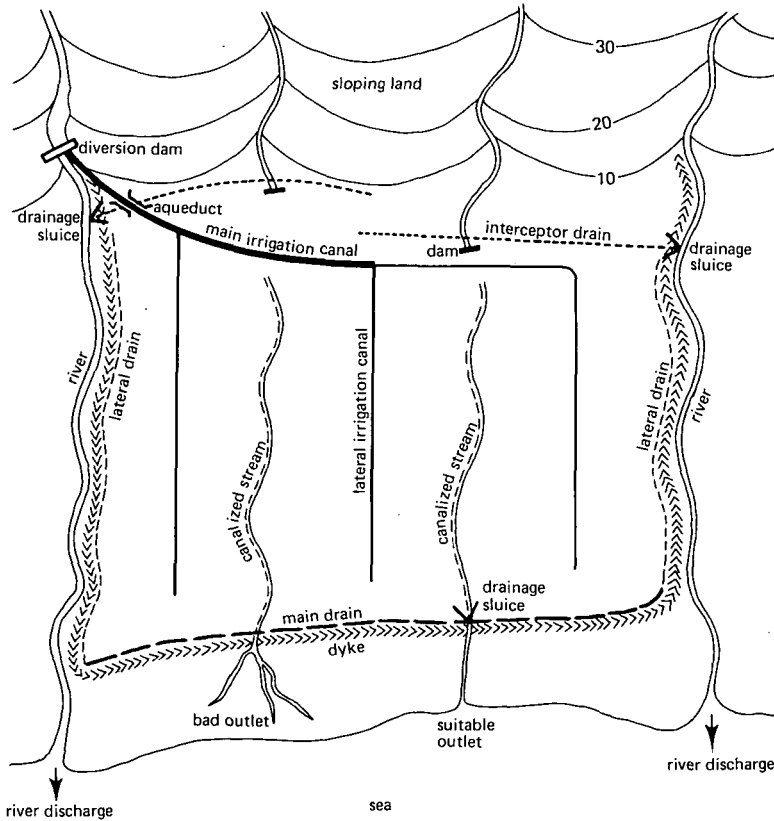 30
sloping land
20
diversion dam
10
aqueduct
drainage
sluice
main irrigation canal
interceptor drain
dam
drainage
sluice
river
lateral drain
lateral irrigation canal
lateral drain
river
canalized stream
canalized stream
drainage
sluice
main drain
dyke
bad outlet
suitable
outlet
river discharge
river discharge
sea